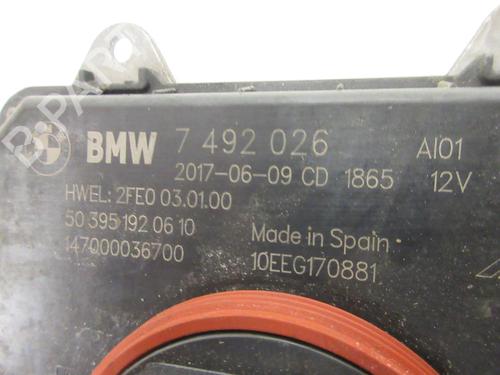 BMW 7 492 026 AI01
2017-06-09 CD 1865 12V
HWEL: 2FE0 03.01.00
50 395 192 06 10
147000036700
Made in Spain
10EEG170881
B-PARTS